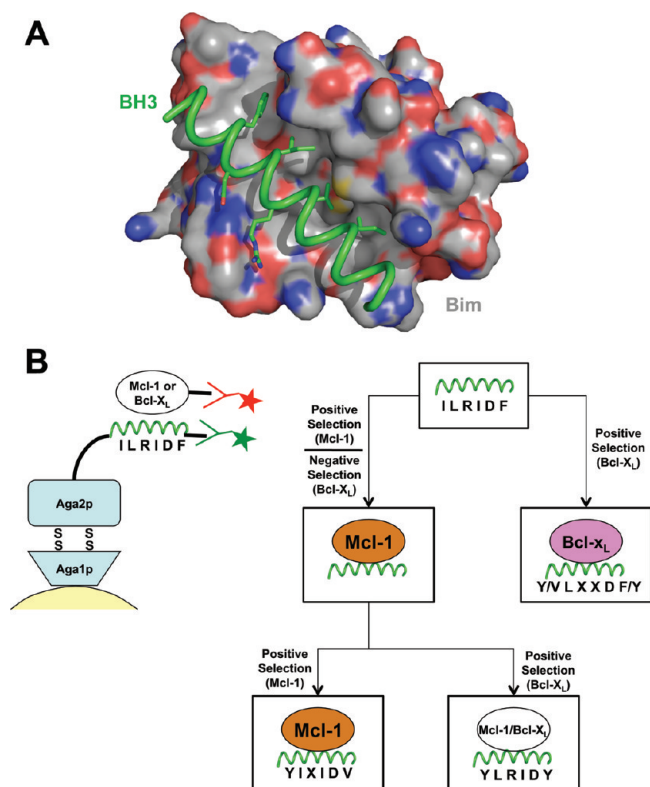 A
BH3
Bim
B
Mcl-1 or
Bcl-XL
ILRIDF
Aga2p
S S
S S
Aga1p
ILRIDF
Positive
Selection
(Mcl-1)
Negative
Selection
(Bcl-XL)
Positive
Selection
(Bcl-XL)
Mcl-1
Bcl-xL
Y/VLXXDF/Y
Positive
Selection
(Mcl-1)
Positive
Selection
(Bcl-XL)
Mcl-1
YIXIDV
Mcl-1/Bcl-XL
YLRIDY